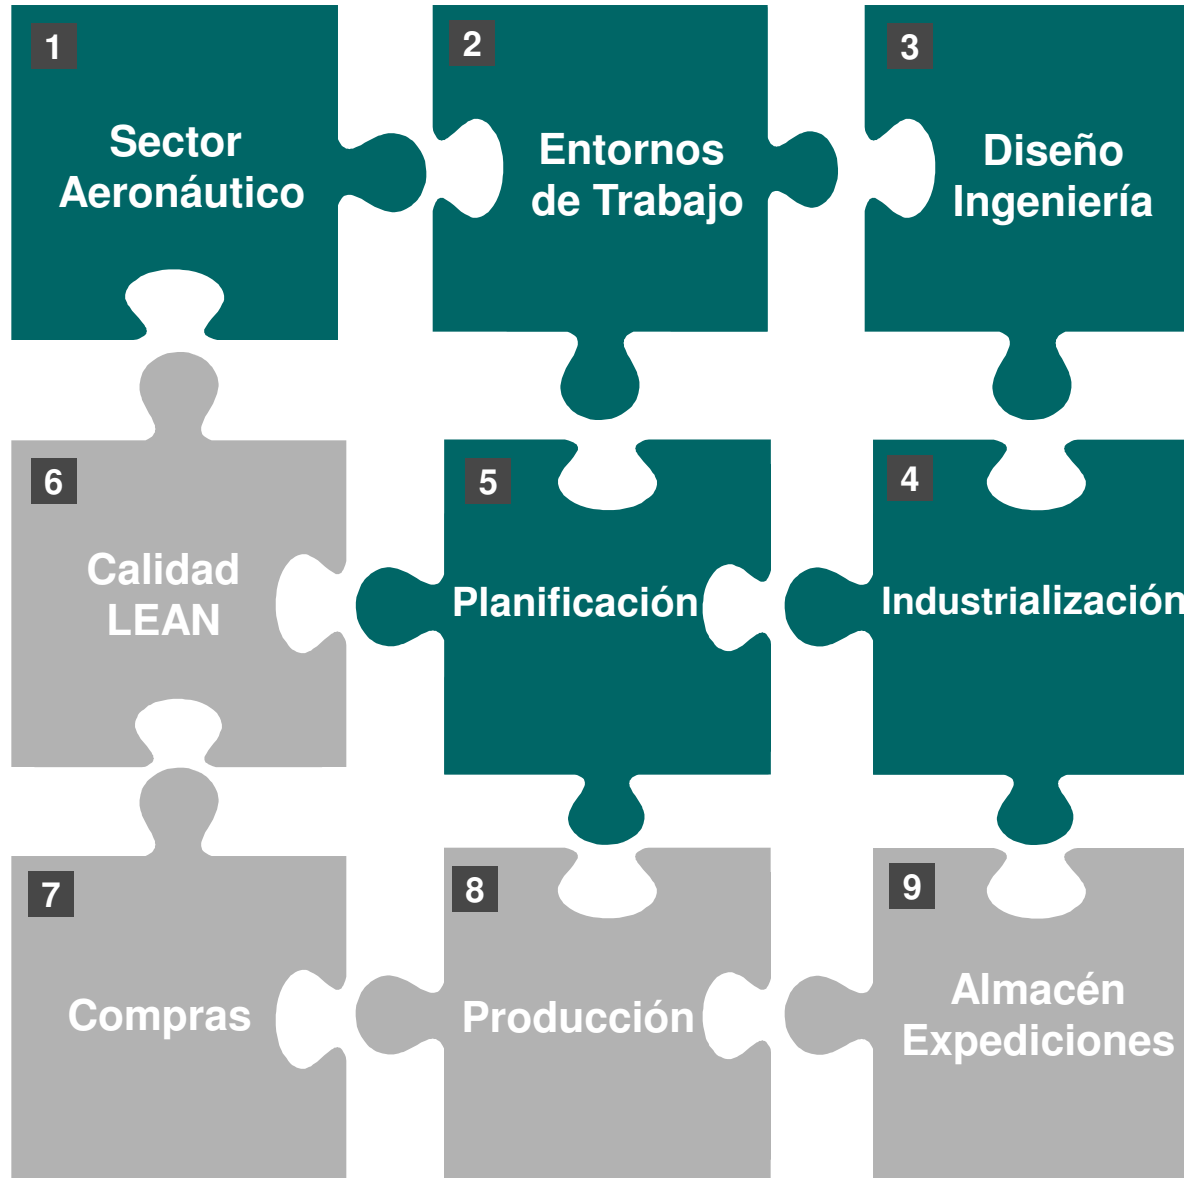 1
Sector
Aeronáutico
2
Entornos
de Trabajo
3
Diseño
Ingeniería
6
Calidad
LEAN
5
Planificación
4
Industrialización
7
Compras
8
Producción
9
Almacén
Expediciones